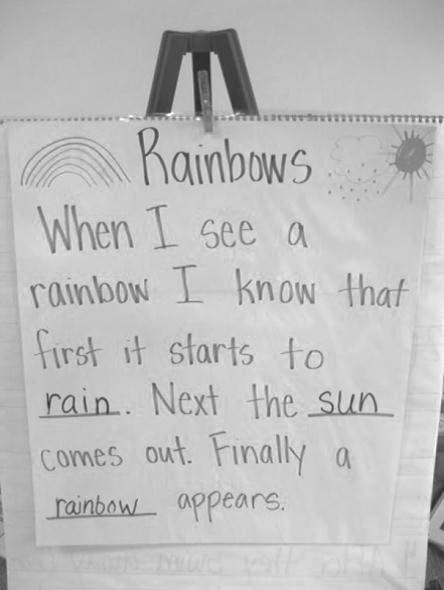 Rainbows
When I see a
rainbow I know that
first it starts to
rain. Next the sun
comes out. Finally a
rainbow appears.